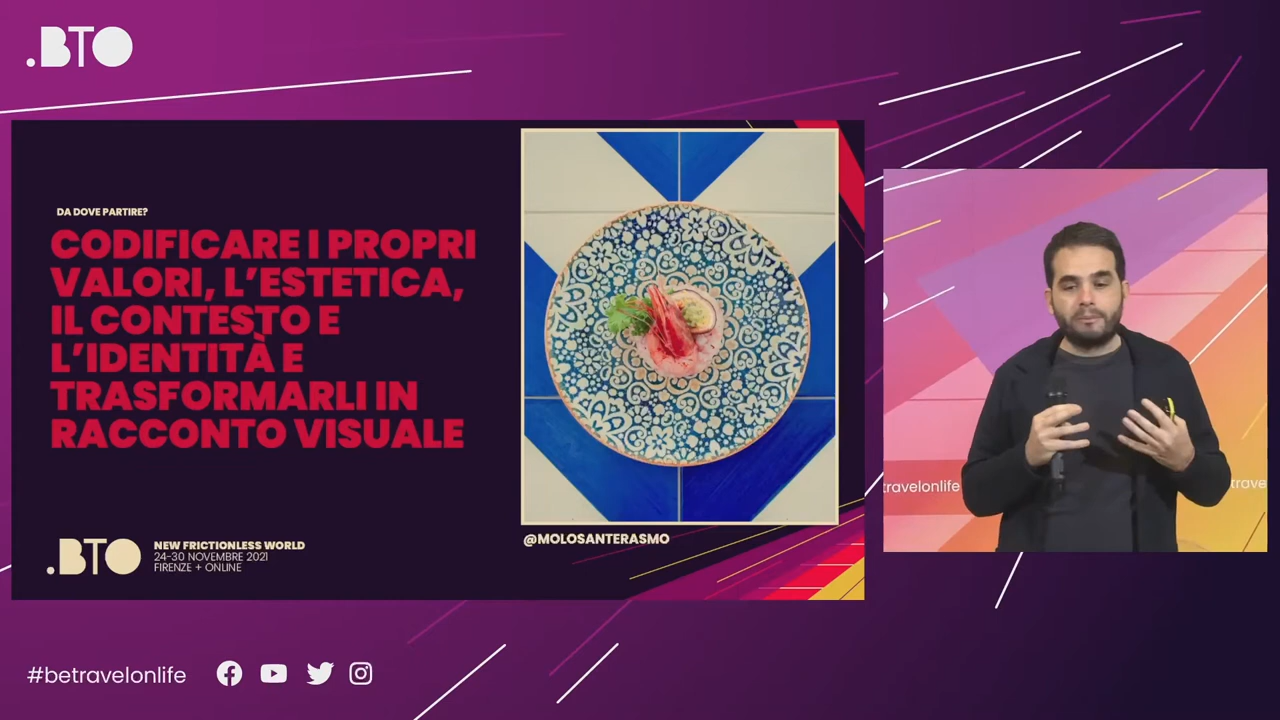 .BTO
DA DOVE PARTIRE?
CODIFICARE I PROPRI
VALORI, L'ESTETICA,
IL CONTESTO E
L'IDENTITÀ E
TRASFORMARLI IN
RACCONTO VISUALE
@MOLOSANTERASMO
.BTO
NEW FRICTIONLESS WORLD
24-30 NOVEMBRE 2021
FIRENZE + ONLINE
travelonlife
trave
#betravelonlife